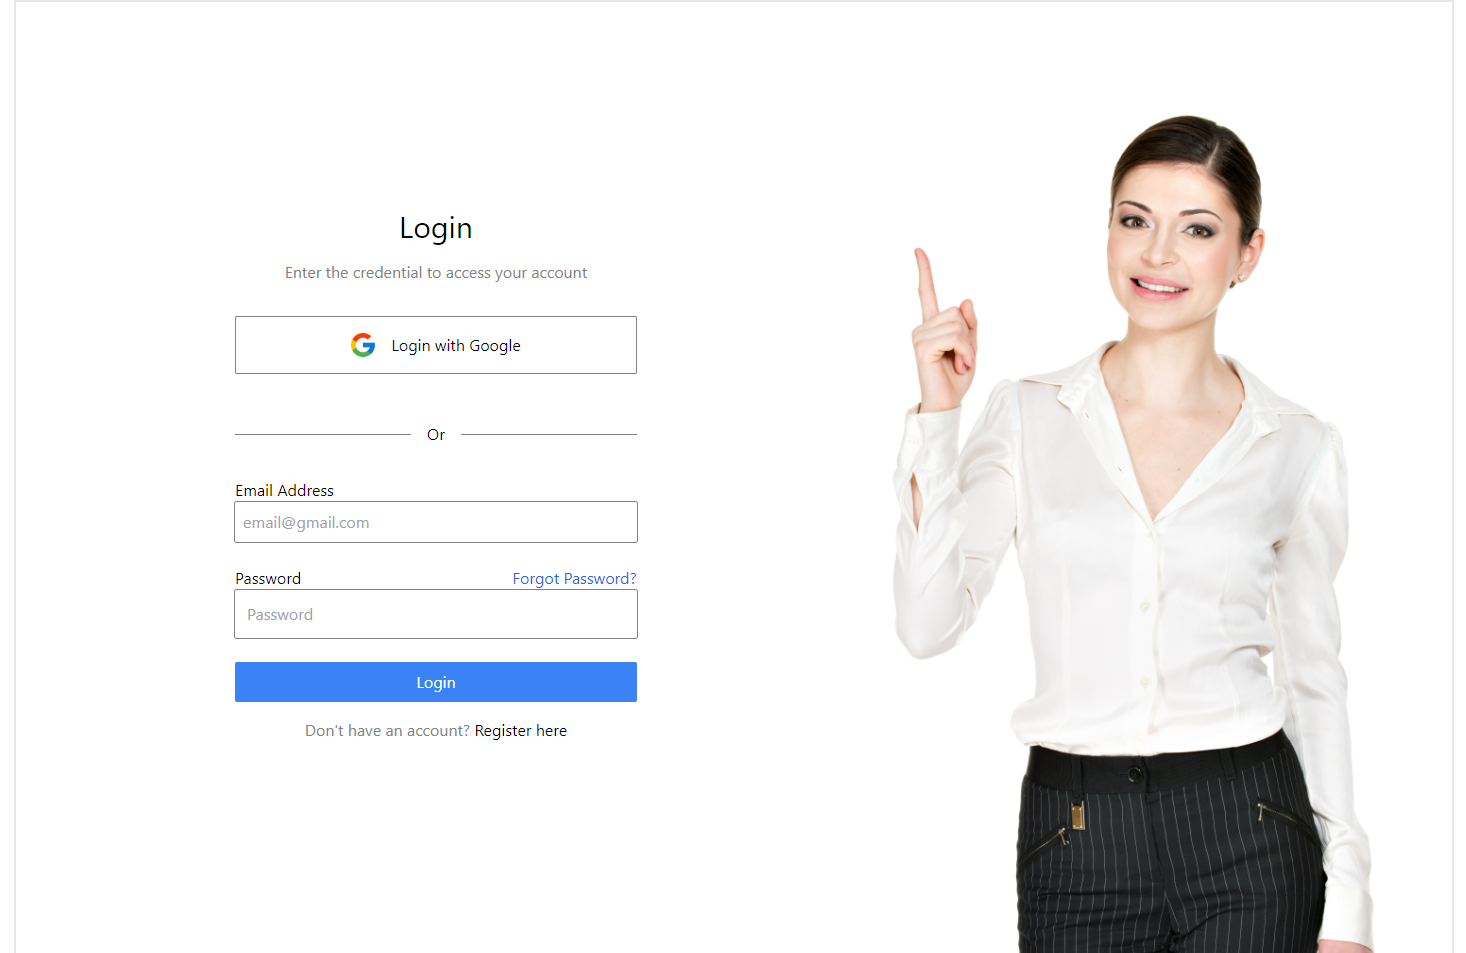 Login
Enter the credential to access your account
Login with Google
Or
Email Address
email@gmail.com
Password Forgot Password?
Password
Login
Don't have an account? Register here